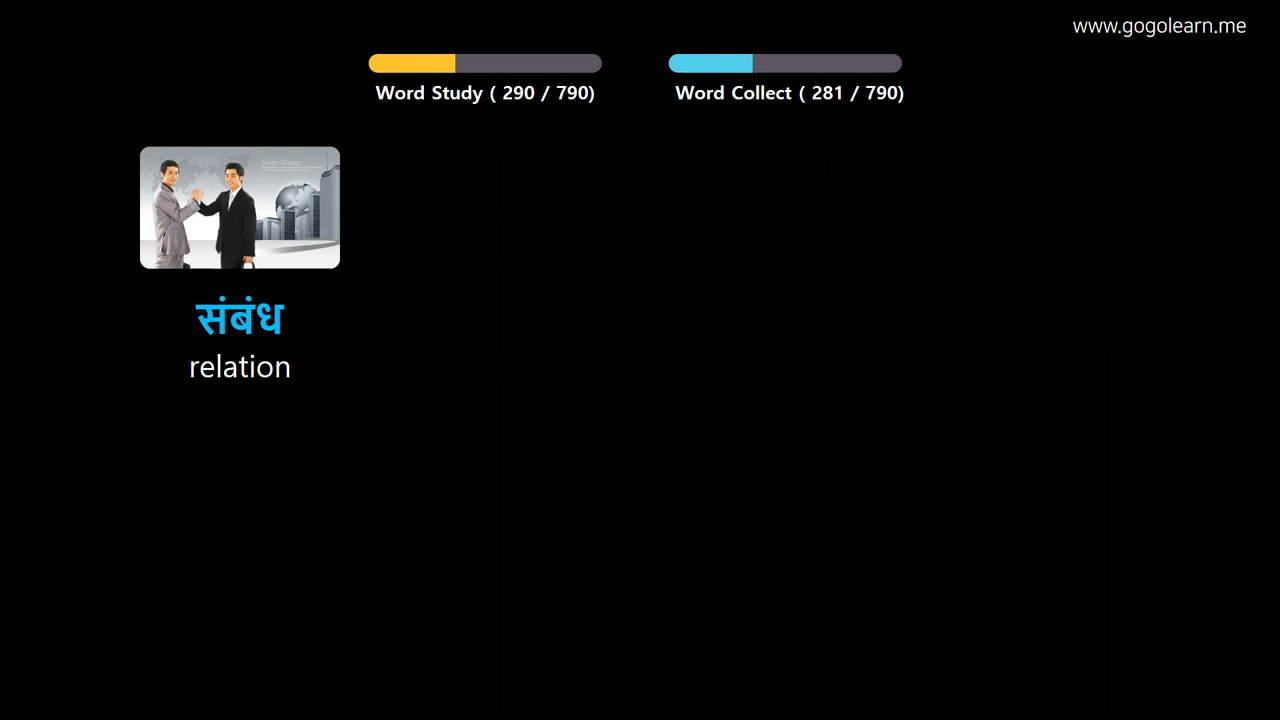 www.gogolearn.me
Word Study ( 290 / 790)
Word Collect ( 281 / 790)
संबंध
relation